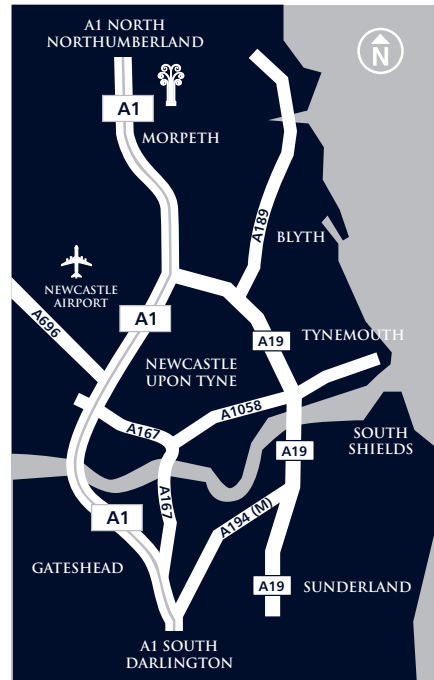 A1 NORTH
NORTHUMBERLAND
N
A1
MORPETH
A189
BLYTH
NEWCASTLE
AIRPORT
A696
A1
A19
TYNEMOUTH
NEWCASTLE
UPON TYNE
A1058
A167
SOUTH
SHIELDS
A19
A167
A1
A194 (M)
GATESHEAD
A19
SUNDERLAND
A1 SOUTH
DARLINGTON